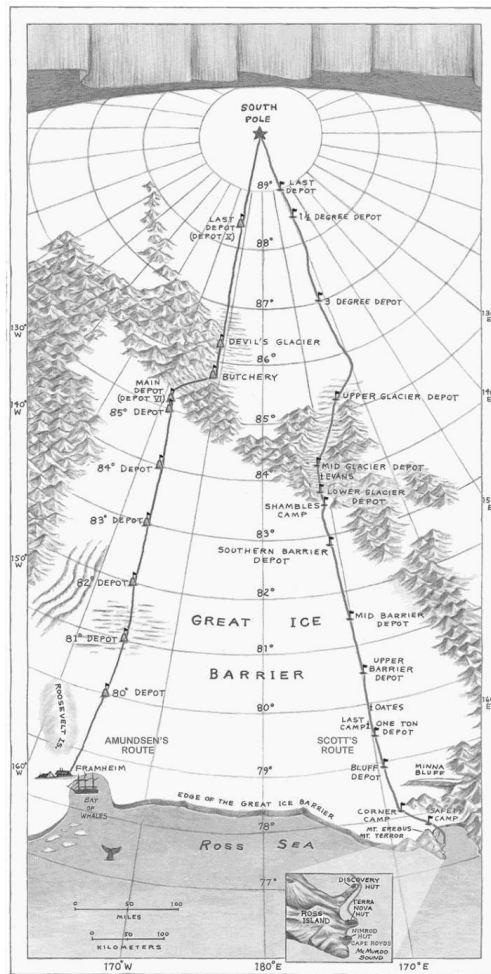 SOUTH
POLE
89°
LAST
DEPOT
1½ DEGREE DEPOT
LAST
DEPOT
(DEPOT X)
88°
87°
3 DEGREE DEPOT
130°
W
130°
E
DEVIL'S GLACIER
86°
BUTCHERY
MAIN
DEPOT
(DEPOT VI)
UPPER GLACIER DEPOT
140°
W
85° DEPOT
85°
84° DEPOT
84°
MID GLACIER DEPOT
EVANS
LOWER GLACIER
DEPOT
SHAMBLES
CAMP
83° DEPOT
83°
SOUTHERN BARRIER
DEPOT
150°
W
82° DEPOT
82°
GREAT ICE
MID BARRIER
DEPOT
81° DEPOT
81°
BARRIER
UPPER
BARRIER
DEPOT
80° DEPOT
80°
OATES
ROOSEVELT IS.
AMUNDSEN'S
ROUTE
SCOTT'S
ROUTE
LAST
CAMP
ONE TON
DEPOT
160°
W
FRAMHEIM
79°
BLUFF
DEPOT
MINNA
BLUFF
BAY
OF
WHALES
EDGE OF THE GREAT ICE BARRIER
CORNER
CAMP
SAFETY
CAMP
78°
MT. EREBUS
MT. TERROR
ROSS SEA
77°
DISCOVERY
HUT
TERRA
NOVA
HUT
ROSS
ISLAND
NIMROD
HUT
CAPE ROYDS
McMURDO
SOUND
0 50 100
MILES
0 50 100
KILOMETERS
170°W
180°E
170°E